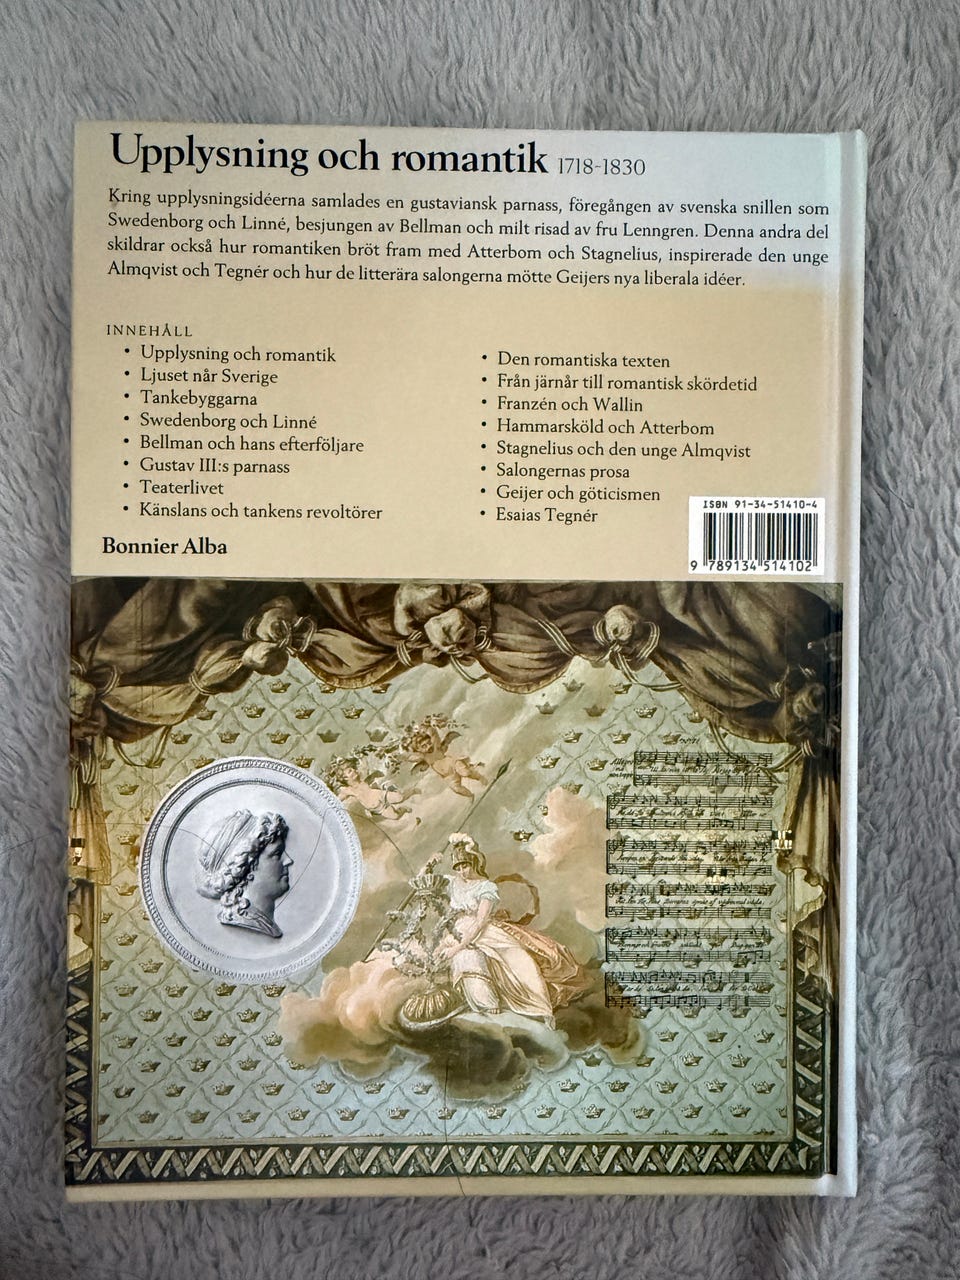 Upplysning och romantik 1718-1830
Kring upplysningsidéerna samlades en gustaviansk parnass, föregången av svenska snillen som
Swedenborg och Linné, besjungen av Bellman och milt risad av fru Lenngren. Denna andra del
skildrar också hur romantiken bröt fram med Atterbom och Stagnelius, inspirerade den unge
Almqvist och Tegnér och hur de litterära salongerna mötte Geijers nya liberala idéer.
INNEHÅLL
• Upplysning och romantik
• Ljuset når Sverige
• Tankebyggarna
• Swedenborg och Linné
• Bellman och hans efterföljare
• Gustav III:s parnass
• Teaterlivet
• Känslans och tankens revoltörer
• Den romantiska texten
• Från järnår till romantisk skördetid
• Franzén och Wallin
• Hammarsköld och Atterbom
• Stagnelius och den unge Almqvist
• Salongernas prosa
• Geijer och göticismen
• Esaias Tegnér
Bonnier Alba
ISBN 91-34-51410-4
9 789134 514102